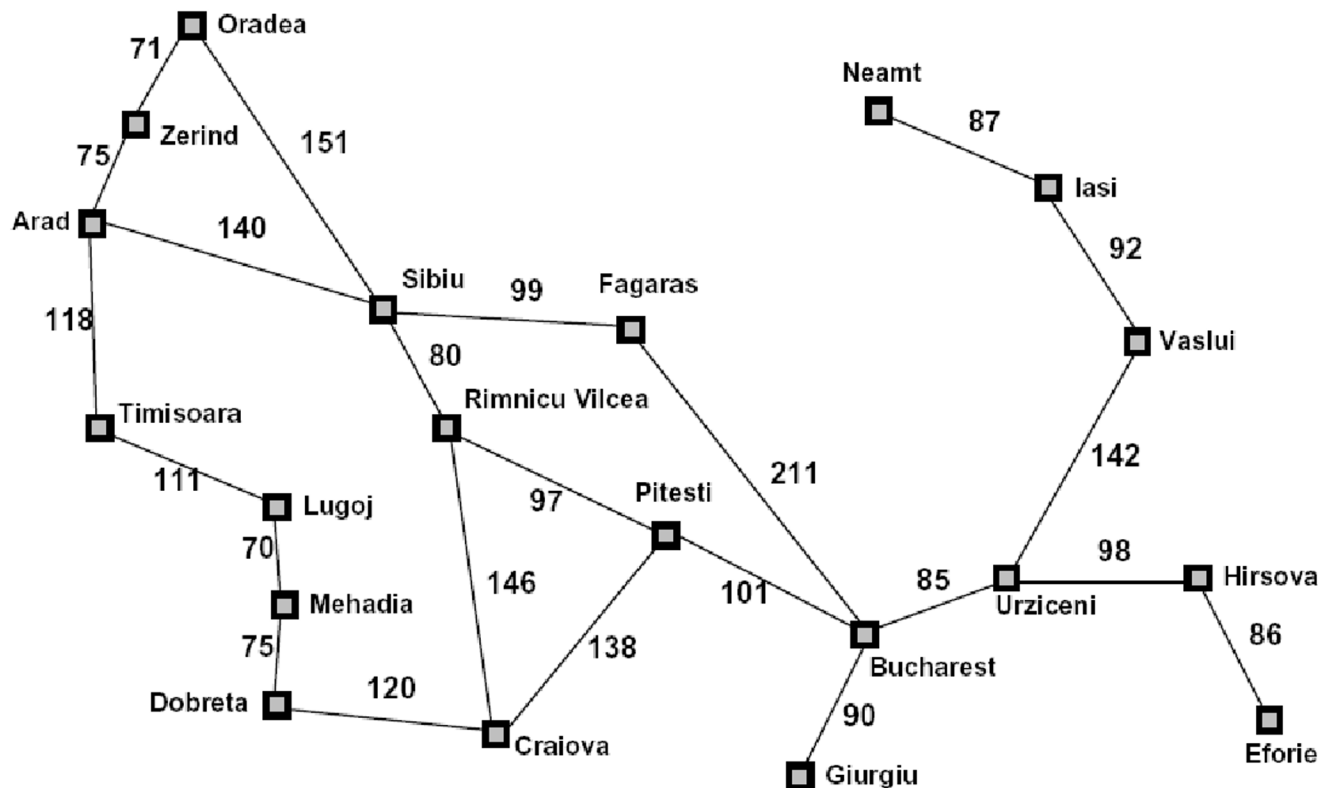 Oradea
71
Neamt
87
Zerind
151
75
Iasi
Arad
140
92
Sibiu
99
Fagaras
118
80
Vaslui
Timisoara
Rimnicu Vilcea
142
111
211
Lugoj
97
Pitesti
70
98
146
101
85
Hirsova
Mehadia
Urziceni
75
138
86
Bucharest
Dobreta
120
90
Craiova
Eforie
Giurgiu